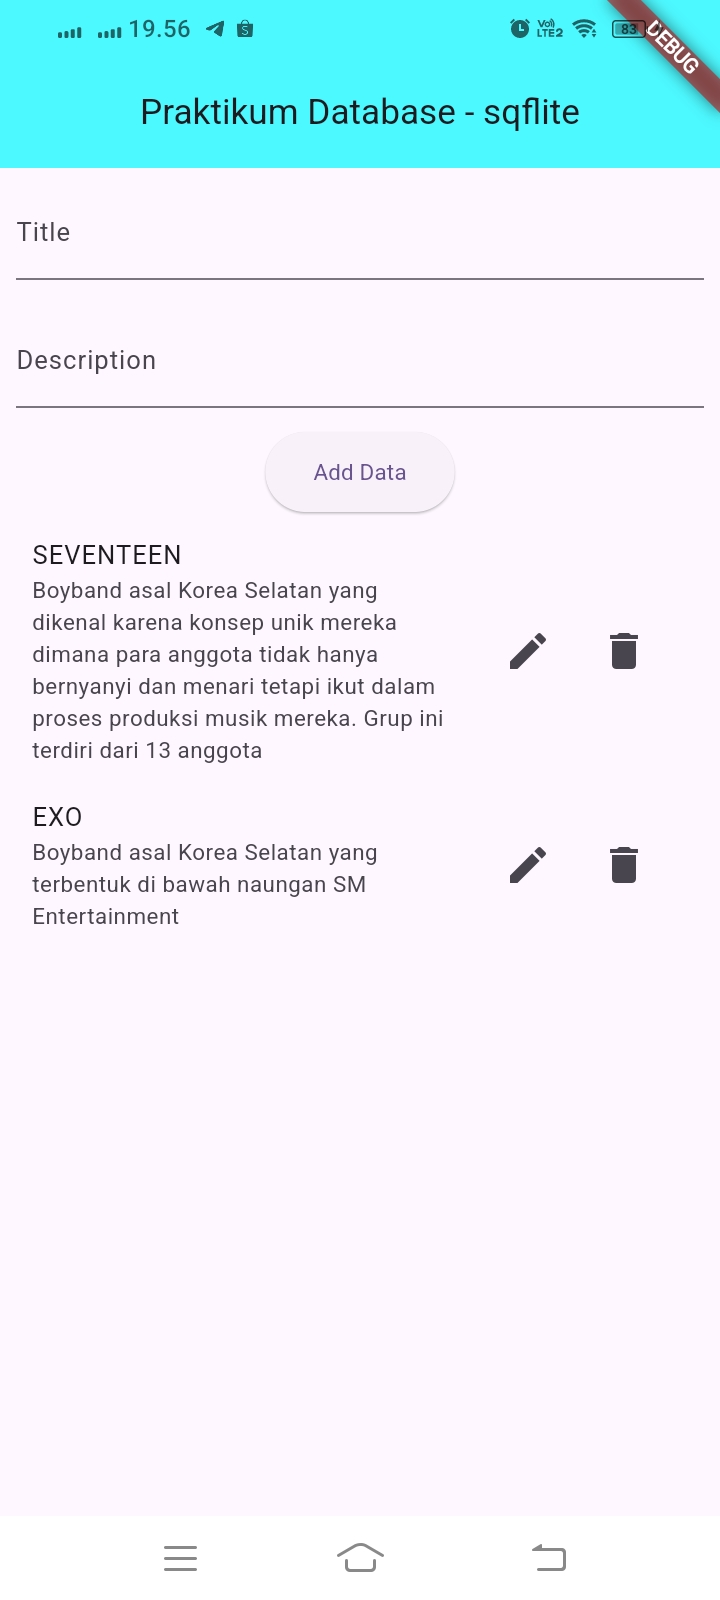 19.56
VoI) LTE2
83
DEBUG
Praktikum Database - sqflite
Title
Description
Add Data
SEVENTEEN
Boyband asal Korea Selatan yang
dikenal karena konsep unik mereka
dimana para anggota tidak hanya
bernyanyi dan menari tetapi ikut dalam
proses produksi musik mereka. Grup ini
terdiri dari 13 anggota
EXO
Boyband asal Korea Selatan yang
terbentuk di bawah naungan SM
Entertainment